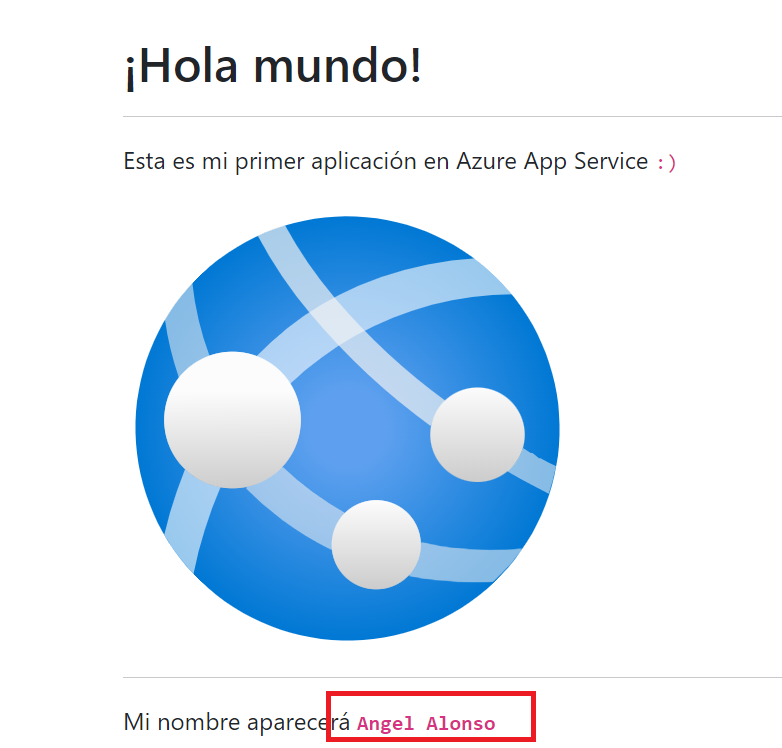 ¡Hola mundo!
Esta es mi primer aplicación en Azure App Service :)
Mi nombre aparecerá Angel Alonso